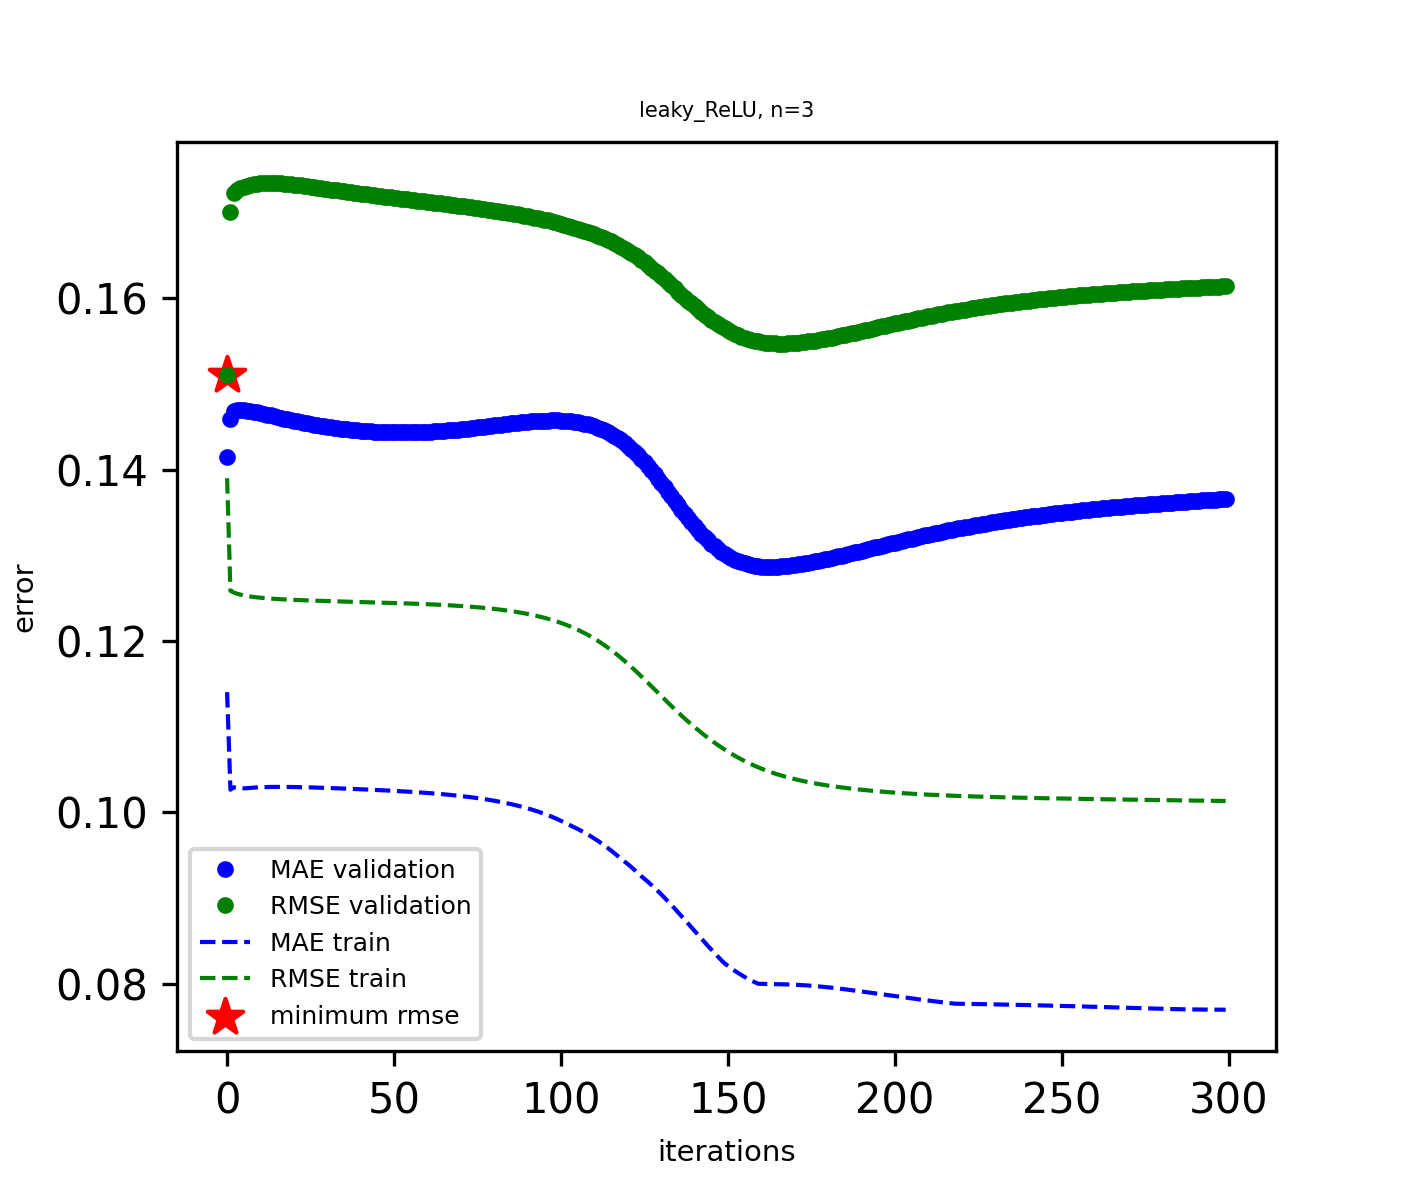 leaky_ReLU, n=3
error
0.16
0.14
0.12
0.10
0.08
MAE validation
RMSE validation
MAE train
RMSE train
minimum rmse
0 50 100 150 200 250 300
iterations